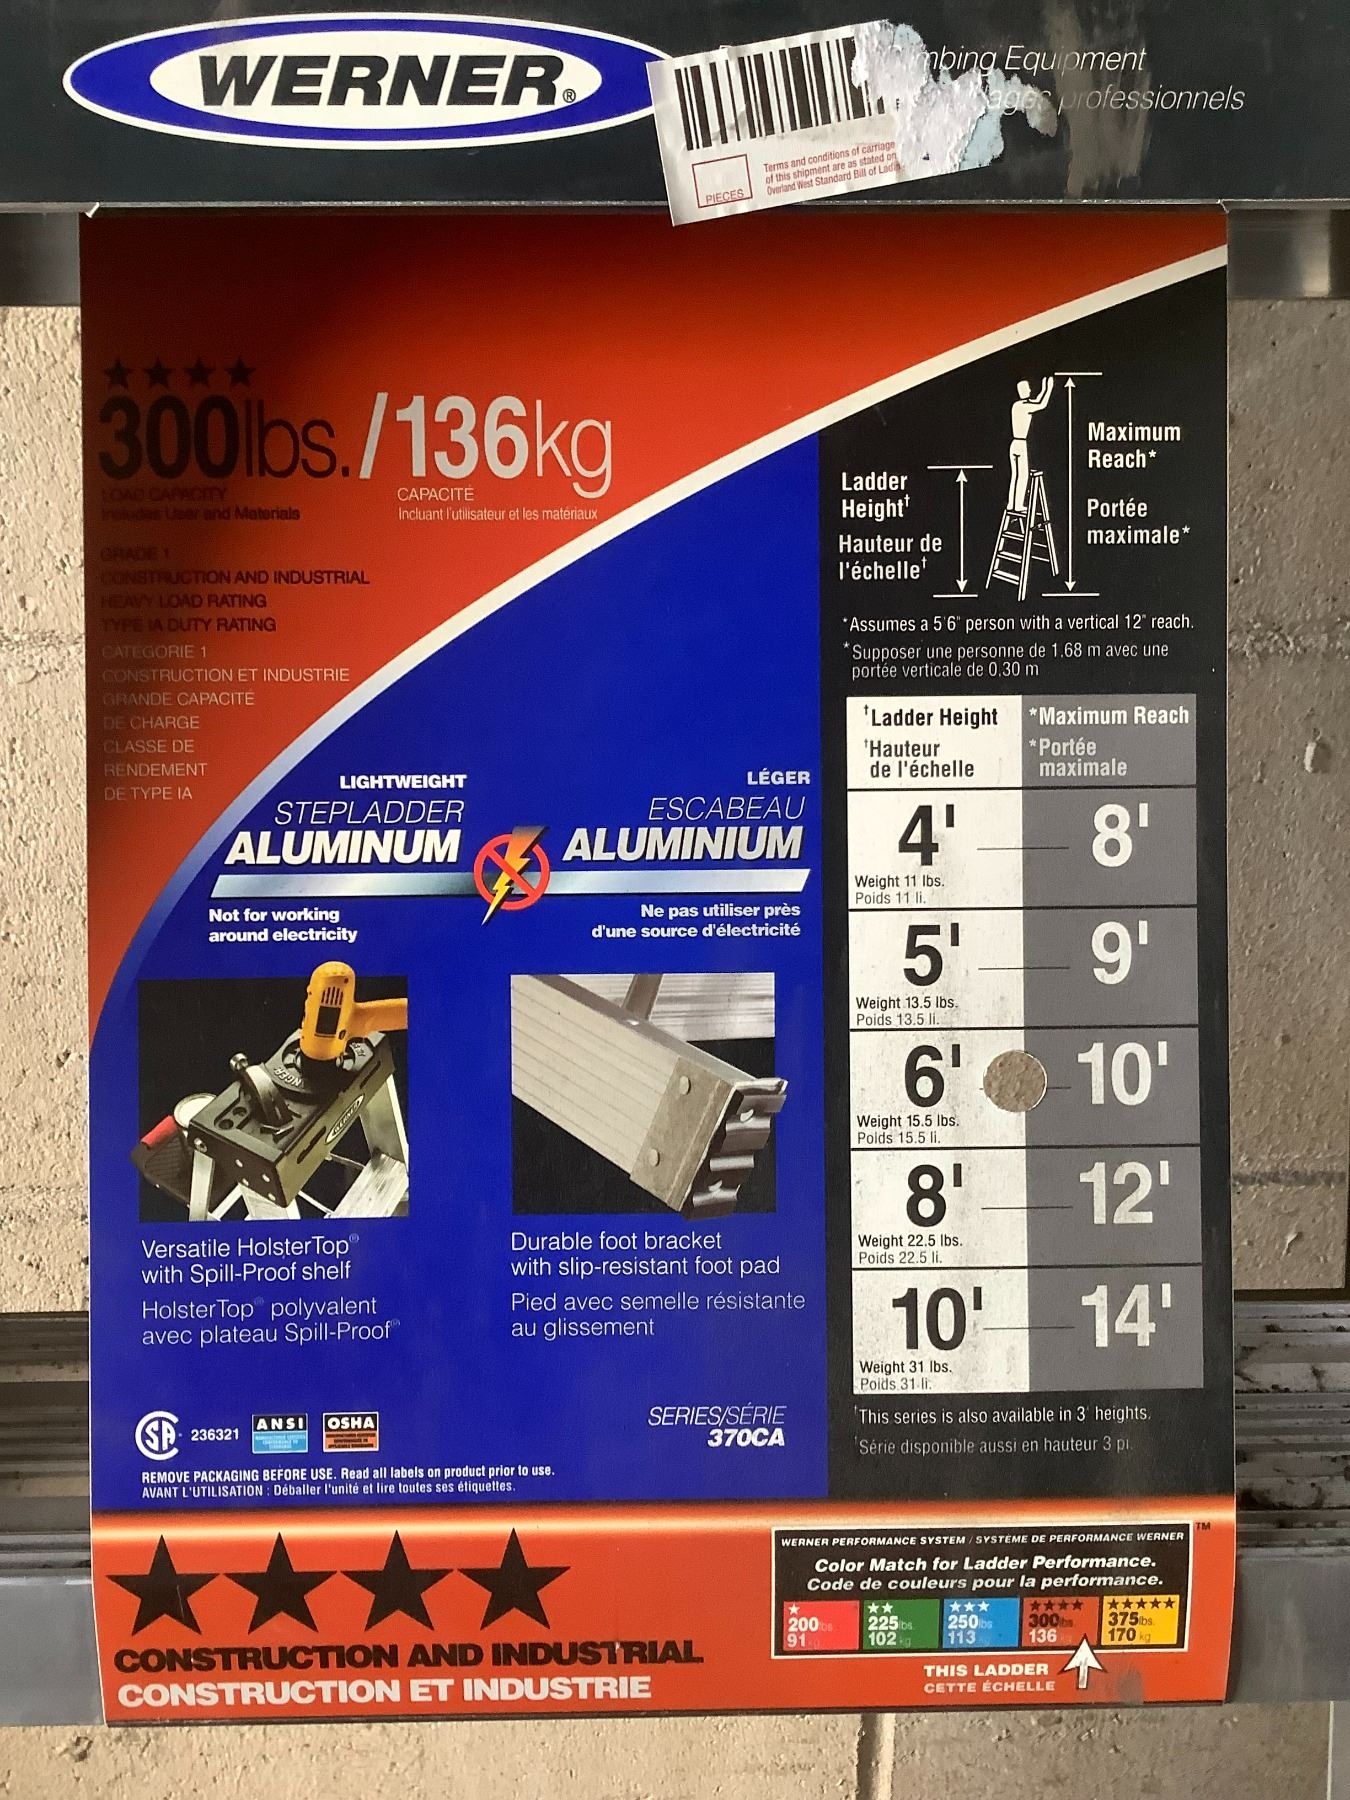 WERNER®
mbing Equipment
ages professionnels
PIECES
Terms and conditions of carriage
of this shipment are as stated on
Overland West Standard Bill of Lading
300lbs./136kg
LOAD CAPACITY
Includes User and Materials
CAPACITÉ
Incluant l'utilisateur et les matériaux
GRADE 1
CONSTRUCTION AND INDUSTRIAL
HEAVY LOAD RATING
TYPE IA DUTY RATING
CATÉGORIE 1
CONSTRUCTION ET INDUSTRIE
GRANDE CAPACITÉ
DE CHARGE
CLASSE DE
RENDEMENT
DE TYPE IA
Ladder
Height†
Hauteur de
l'échelle†
Maximum
Reach*
Portée
maximale*
*Assumes a 5'6" person with a vertical 12" reach.
*Supposer une personne de 1.68 m avec une
portée verticale de 0,30 m
†Ladder Height *Maximum Reach
†Hauteur
de l'échelle
*Portée
maximale
4' 8'
Weight 11 lbs.
Poids 11 li.
5' 9'
Weight 13.5 lbs.
Poids 13.5 li.
6' 10'
Weight 15.5 lbs.
Poids 15.5 li.
8' 12'
Weight 22.5 lbs.
Poids 22.5 li.
10' 14'
Weight 31 lbs.
Poids 31 li.
†This series is also available in 3' heights.
†Série disponible aussi en hauteur 3 pi.
LIGHTWEIGHT
STEPLADDER
ALUMINUM
Not for working
around electricity
LÉGER
ESCABEAU
ALUMINIUM
Ne pas utiliser près
d'une source d'électricité
WERNER
Versatile HolsterTop®
with Spill-Proof shelf
HolsterTop® polyvalent
avec plateau Spill-Proof®
Durable foot bracket
with slip-resistant foot pad
Pied avec semelle résistante
au glissement
SERIES/SÉRIE
370CA
236321
ANSI
OSHA
REMOVE PACKAGING BEFORE USE. Read all labels on product prior to use.
AVANT L'UTILISATION : Déballer l'unité et lire toutes ses étiquettes.
CONSTRUCTION AND INDUSTRIAL
CONSTRUCTION ET INDUSTRIE
WERNER PERFORMANCE SYSTEM / SYSTÈME DE PERFORMANCE WERNER ™
Color Match for Ladder Performance.
Code de couleurs pour la performance.
200lbs 225lbs. 250lbs 300lbs 375lbs.
91kg 102kg 113kg 136kg 170kg
THIS LADDER
CETTE ÉCHELLE